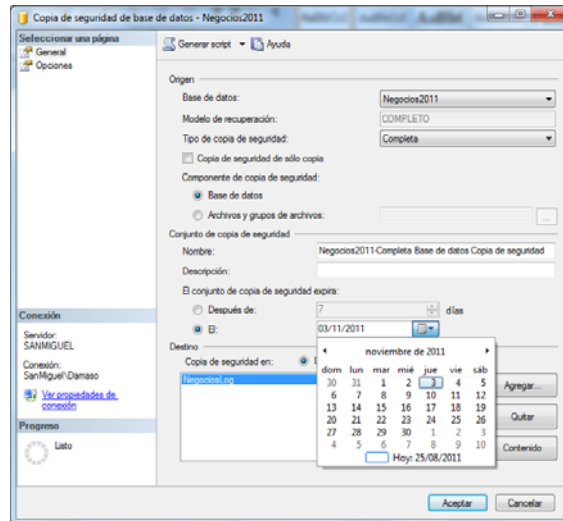 Copia de seguridad de base de datos - Negocios2011
Seleccionar una página
General
Opciones
Generar script
Ayuda
Origen
Base de datos:
Negocios2011
Modelo de recuperación:
COMPLETO
Tipo de copia de seguridad:
Completa
Copia de seguridad de sólo copia
Componente de copia de seguridad:
Base de datos
Archivos y grupos de archivos:
...
Conjunto de copia de seguridad
Nombre:
Negocios2011-Completa Base de datos Copia de seguridad
Descripción:
El conjunto de copia de seguridad expira:
Después de:
7
días
El:
03/11/2011
Destino
Copia de seguridad en:
NegociosLog
noviembre de 2011
dom lun mar mié jue vie sáb
30 31 1 2 3 4 5
6 7 8 9 10 11 12
13 14 15 16 17 18 19
20 21 22 23 24 25 26
27 28 29 30 1 2 3
4 5 6 7 8 9 10
Hoy: 25/08/2011
Agregar...
Quitar
Contenido
Conexión
Servidor:
SANMIGUEL
Conexión:
SanMiguel\Damaso
Ver propiedades de
conexión
Progreso
Listo
Aceptar
Cancelar